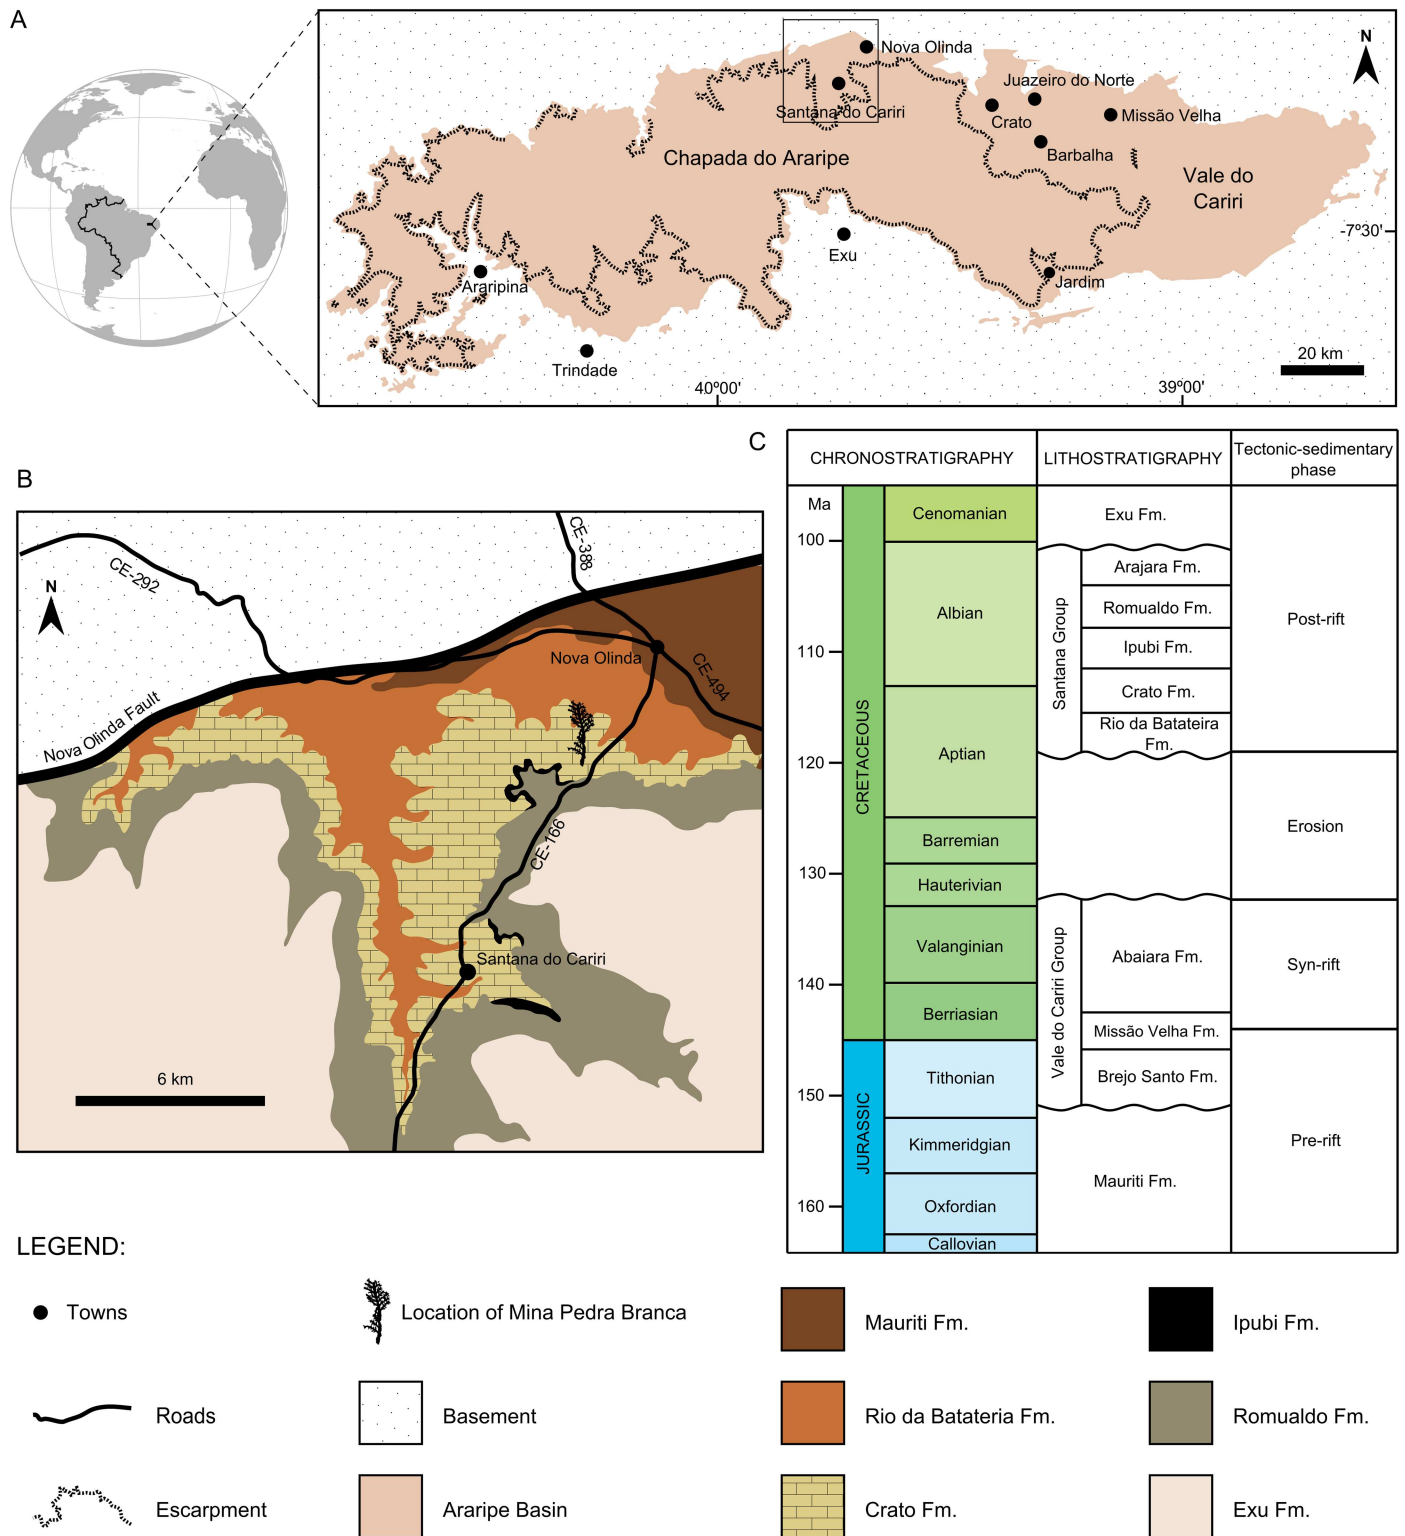 A
Nova Olinda
N
Juazeiro do Norte
Santana do Cariri
Crato
Missão Velha
Chapada do Araripe
Barbalha
Vale do
Cariri
-7º30'
Exu
Araripina
Jardim
20 km
Trindade
40º00'
39º00'
B
CE-292
CE-388
N
Nova Olinda
CE-494
Nova Olinda Fault
CE-166
Santana do Cariri
6 km
C
CHRONOSTRATIGRAPHY
LITHOSTRATIGRAPHY
Tectonic-sedimentary
phase
Ma
100
110
120
130
140
150
160
CRETACEOUS
JURASSIC
Cenomanian
Albian
Aptian
Barremian
Hauterivian
Valanginian
Berriasian
Tithonian
Kimmeridgian
Oxfordian
Callovian
Exu Fm.
Santana Group
Arajara Fm.
Romualdo Fm.
Ipubi Fm.
Crato Fm.
Rio da Batateira
Fm.
Vale do Cariri Group
Abaiara Fm.
Missão Velha Fm.
Brejo Santo Fm.
Mauriti Fm.
Post-rift
Erosion
Syn-rift
Pre-rift
LEGEND:
Towns
Location of Mina Pedra Branca
Mauriti Fm.
Ipubi Fm.
Roads
Basement
Rio da Batateria Fm.
Romualdo Fm.
Escarpment
Araripe Basin
Crato Fm.
Exu Fm.